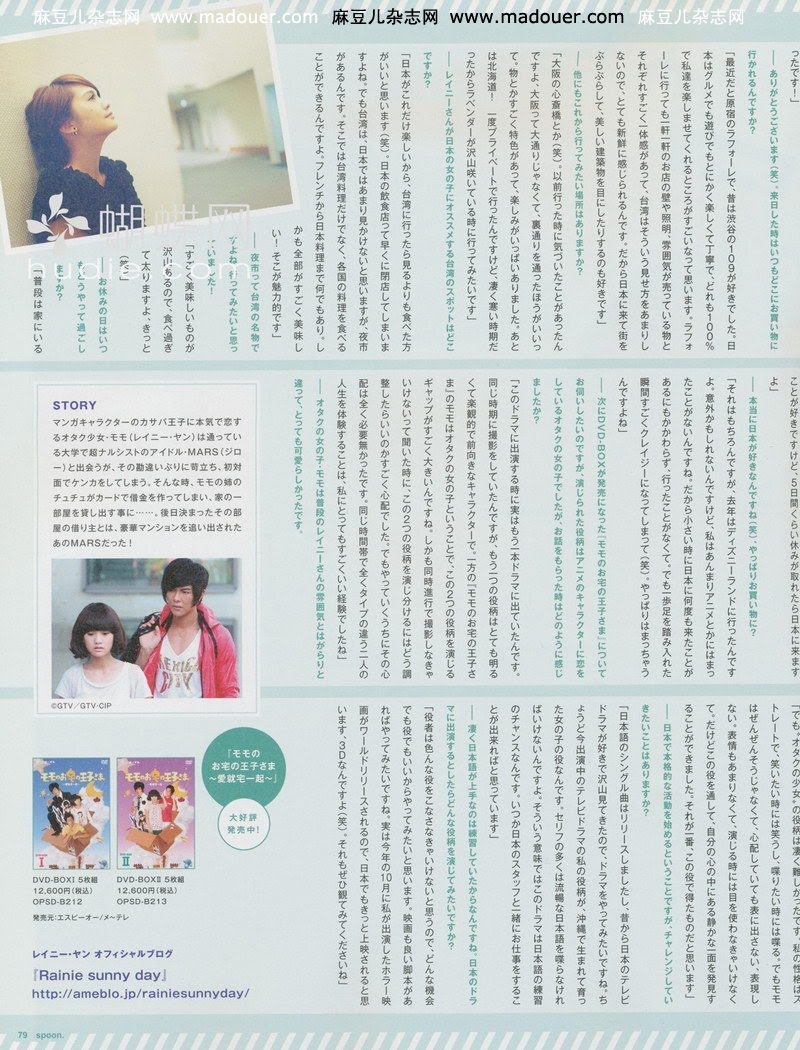 麻豆儿杂志网 www.madouer.com 麻豆儿杂志网 www.madouer.com 麻豆儿杂志网
ったです!」
── ありがとうございます(笑)。来日した時はいつもどこにお買い物に
行かれるんですか?
「最近だと原宿のラフォーレで、昔は渋谷の109が好きでした。日
本はグルメでも遊びでもとにかく楽しくて丁寧で、どれも100%
で私達を楽しませてくれるところがすごいなって思います。ラフォ
ーレに行っても一軒一軒のお店の壁や照明、雰囲気が売っている物と
それぞれすごく一体感があって、台湾はそういう見せ方をあまりし
ないので、とても新鮮に感じられるんです。だから日本に来て街を
ぶらぶらして、美しい建築物を目にしたりするのも好きです」
── 他にもこれから行ってみたい場所はありますか?
「大阪の心斎橋とか(笑)。以前行った時に気づいたことがあったん
ですよ、大阪って大通りじゃなくて、裏通りを通ったほうがいいっ
て。物とかすごく特色があって、楽しみがいっぱいありました。あと
は北海道! 一度プライベートで行ったんですけど、凄く寒い時期だ
ったからラベンダーが沢山咲いている時に行ってみたいです」
── レイニーさんが日本の女の子にオススメする台湾のスポットはどこ
ですか?
「日本がこれだけ楽しいから、台湾に行ったら見るよりも食べた方
がいいと思います(笑)。日本の飲食店って早くに閉店してしまいま
すよね。でも台湾は、日本ではあまり見かけないと思いますが、夜市
があるんです。そこでは台湾料理だけでなく、各国の料理を食べる
ことができるんですよ。フレンチから日本料理まで何でもあり。し
かも全部がすごく美味し
い! そこが魅力的です」
── 夜市って台湾の名物で
すよね。行ってみたいと思っ
ていました!
「すごく美味しいものが
沢山あるので、食べ過ぎ
て太りますよ、きっと
(笑)」
── お休みの日はいつ
もどうやって過ごし
ますか?
「普段は家にいる
蝴蝶网
hudie.com
ことが好きですけど、5日間くらい休みが取れたら日本に来ます
よ」
── 本当に日本が好きなんですね(笑)。やっぱりお買い物に?
「それはもちろんですが、去年はディズニーランドに行ったんです
よ。意外かもしれないんですけど、私はあんまりアニメとかにはまっ
たことがないんですね。だから小さい時に日本に何度も来たことが
あるにもかかわらず、行ったことがなくて。でも一歩足を踏み入れた
瞬間すごくクレイジーになってしまって(笑)。やっぱりはまっちゃう
んですよね」
── 次にDVD-BOXが発売になった『モモのお宅の王子さま』について
お伺いしたいのですが、演じられた役柄はアニメのキャラクターに恋を
しているオタクの女の子でしたが、お話をもらった時はどのように感じ
ましたか?
「このドラマに出演する時に実はもう一本ドラマに出ていたんです。
同じ時期に撮影をしていたんですが、もう一つの役柄はとても明る
くて楽観的で前向きなキャラクターで、一方の『モモのお宅の王子さ
ま』のモモはオタクの女の子ということで、この2つの役柄を演じる
ギャップがすごく大きいんですね。しかも同時進行で撮影しなきゃ
いけないって聞いた時に、この2つの役柄を演じ分けるにはどう調
整したらいいのかすごく心配でした。でもやっていくうちにその心
配は全く必要無かったです。同じ時間帯で全くタイプの違う二人の
人生を体験することは、私にとってもすごくいい経験でしたね」
── オタクの女の子・モモは普段のレイニーさんの雰囲気とはがらりと
違って、とっても可愛らしかったです。
STORY
マンガキャラクターのカサバ王子に本気で恋する
オタク少女・モモ(レイニー・ヤン)は通っている
大学で超ナルシストのアイドル・MARS(ジロ
ー)と出会うが、その勘違いぶりに苛立ち、初対
面でケンカをしてしまう。そんな時、モモの姉の
チュチュがカードで借金を作ってしまい、家の一
部屋を貸し出す事に……。後日決まったその部
屋の借り主とは、豪華マンションを追い出された
あのMARSだった!
MEXICO
CITY
©GTV/GTV・CIP
「でも、オタクの少女〟の役柄は凄く難しかったです。私の性格はス
トレートで、笑いたい時には笑うし、喋りたい時には喋る。でもモモ
はぜんぜんそうじゃなくて、心配していても表に出さない、表現し
ない。表情もあまりなくて、演じる時には目を使わなきゃいけなく
て。だけどこの役を通して、自分の心の中にある静かな一面を発見す
ることができました。それが一番、この役で得たものだと思います」
── 日本で本格的な活動を始めるということですが、チャレンジしてい
きたいことはありますか?
「日本語のシングル曲はリリースしましたし、昔から日本のテレビ
ドラマが好きで沢山見てきたので、ドラマをやってみたいですね。ち
ょうど今出演中のテレビドラマの私の役柄が、沖縄で生まれて育っ
た女の子の役なんです。セリフの多くは流暢な日本語を喋らなけれ
ばいけないんですよ。そういう意味ではこのドラマは日本語の練習
のチャンスなんです。いつか日本のスタッフと一緒にお仕事をするこ
とが出来ればと思っています」
── 凄く日本語が上手なのは練習していたからなんですね。日本のドラ
マに出演するとしたらどんな役柄を演じてみたいですか?
「役者は色んな役をこなさなきゃいけないと思うので、どんな機会
でも役でもいいからやってみたいと思います。映画も良い脚本があ
ればやってみたいですね。実は今年の10月に私が出演したホラー映
画がワールドリリースされるので、日本でもきっと上映されると思
います、3Dなんですよ(笑)。それもぜひ観てみてくださいね」
『モモの
お宅の王子さま
〜愛就宅一起〜』
大好評
発売中!
モモのお宅の王子さま
I
モモのお宅の王子さま
II
DVD-BOXI 5枚組
12,600円(税込)
OPSD-B212
DVD-BOXII 5枚組
12,600円(税込)
OPSD-B213
発売元:エスピーオー/メ〜テレ
レイニー・ヤン オフィシャルブログ
『Rainie sunny day』
http://ameblo.jp/rainiesunnyday/
79 spoon.